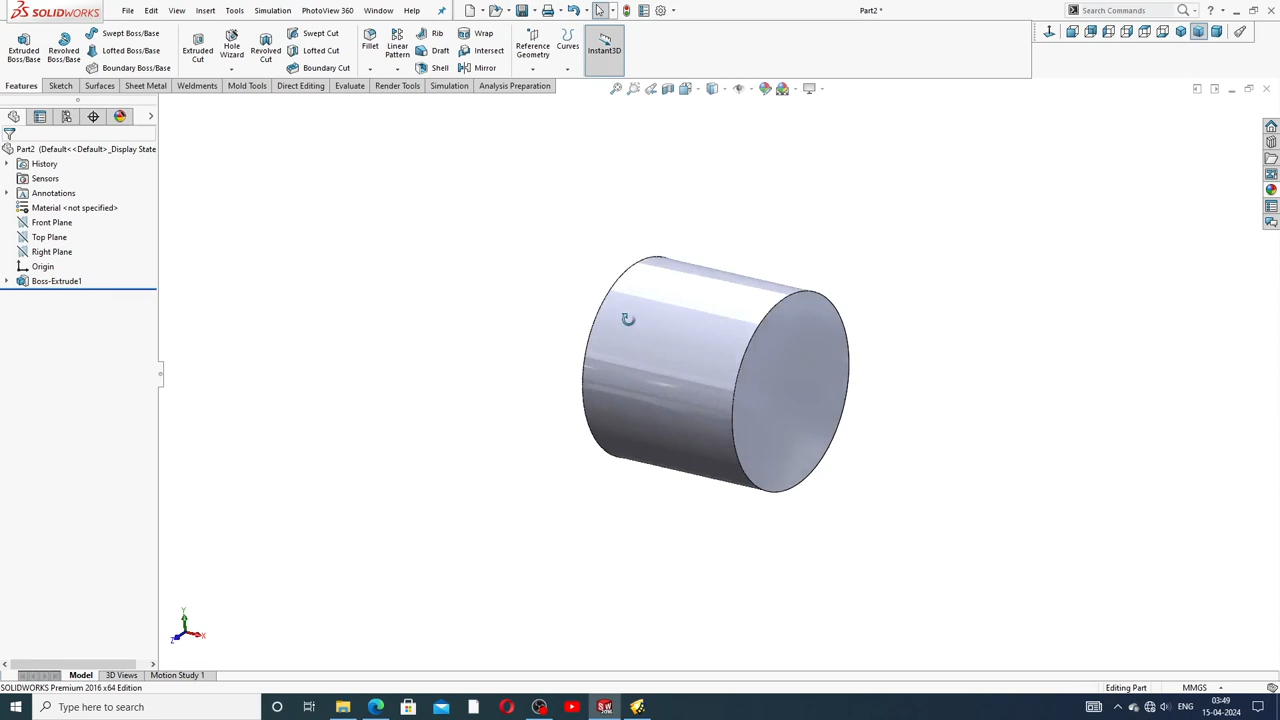 SOLIDWORKS File Edit View Insert Tools Simulation PhotoView 360 Window Help Part2 * Search Commands
Extruded Boss/Base
Revolved Boss/Base
Swept Boss/Base
Lofted Boss/Base
Boundary Boss/Base
Extruded Cut
Hole Wizard
Revolved Cut
Swept Cut
Lofted Cut
Boundary Cut
Fillet
Linear Pattern
Rib
Draft
Shell
Wrap
Intersect
Mirror
Reference Geometry
Curves
Instant3D
Features Sketch Surfaces Sheet Metal Weldments Mold Tools Direct Editing Evaluate Render Tools Simulation Analysis Preparation
Part2 (Default<<Default>_Display State
History
Sensors
Annotations
Material <not specified>
Front Plane
Top Plane
Right Plane
Origin
Boss-Extrude1
Y
X
Z
Model 3D Views Motion Study 1
SOLIDWORKS Premium 2016 x64 Edition Editing Part MMGS
Type here to search ENG 03:49
15-04-2024